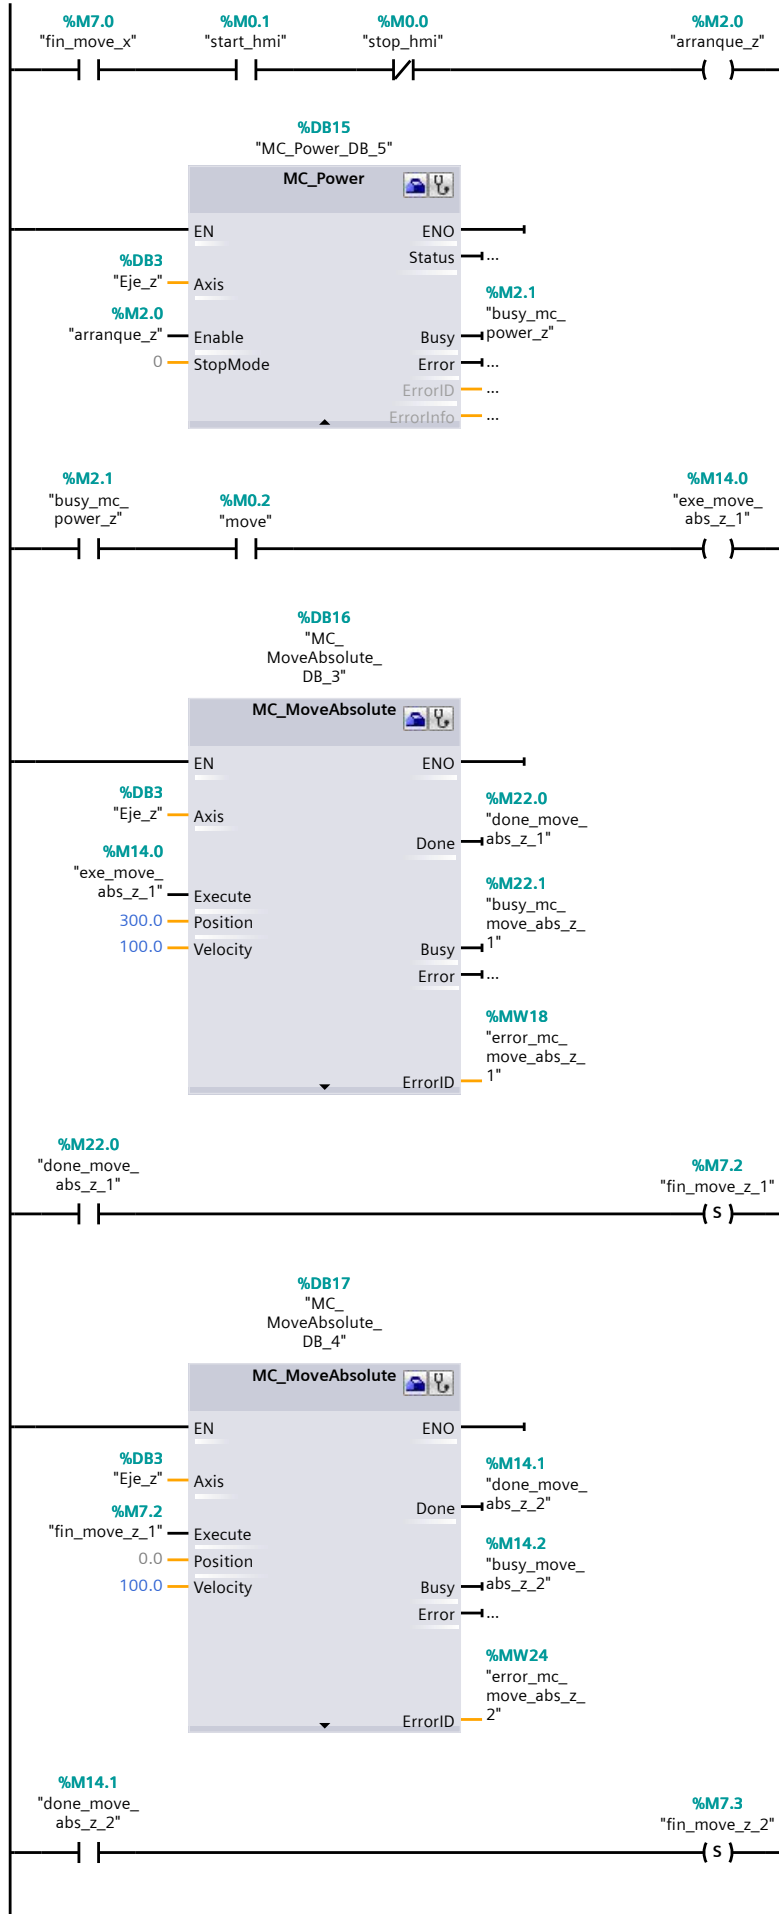 %M7.0
"fin_move_x"
%M0.1
"start_hmi"
%M0.0
"stop_hmi"
%M2.0
"arranque_z"
%DB15
"MC_Power_DB_5"
MC_Power
EN
ENO
Status
...
%DB3
"Eje_z"
Axis
%M2.1
"busy_mc_
power_z"
%M2.0
"arranque_z"
Enable
Busy
0
StopMode
Error
...
ErrorID
...
ErrorInfo
...
%M2.1
"busy_mc_
power_z"
%M0.2
"move"
%M14.0
"exe_move_
abs_z_1"
%DB16
"MC_
MoveAbsolute_
DB_3"
MC_MoveAbsolute
EN
ENO
%DB3
"Eje_z"
Axis
%M22.0
"done_move_
abs_z_1"
Done
%M14.0
"exe_move_
abs_z_1"
Execute
300.0
Position
100.0
Velocity
%M22.1
"busy_mc_
move_abs_z_
1"
Busy
Error
...
%MW18
"error_mc_
move_abs_z_
1"
ErrorID
%M22.0
"done_move_
abs_z_1"
%M7.2
"fin_move_z_1"
S
%DB17
"MC_
MoveAbsolute_
DB_4"
MC_MoveAbsolute
EN
ENO
%DB3
"Eje_z"
Axis
%M14.1
"done_move_
abs_z_2"
Done
%M7.2
"fin_move_z_1"
Execute
0.0
Position
100.0
Velocity
%M14.2
"busy_move_
abs_z_2"
Busy
Error
...
%MW24
"error_mc_
move_abs_z_
2"
ErrorID
%M14.1
"done_move_
abs_z_2"
%M7.3
"fin_move_z_2"
S